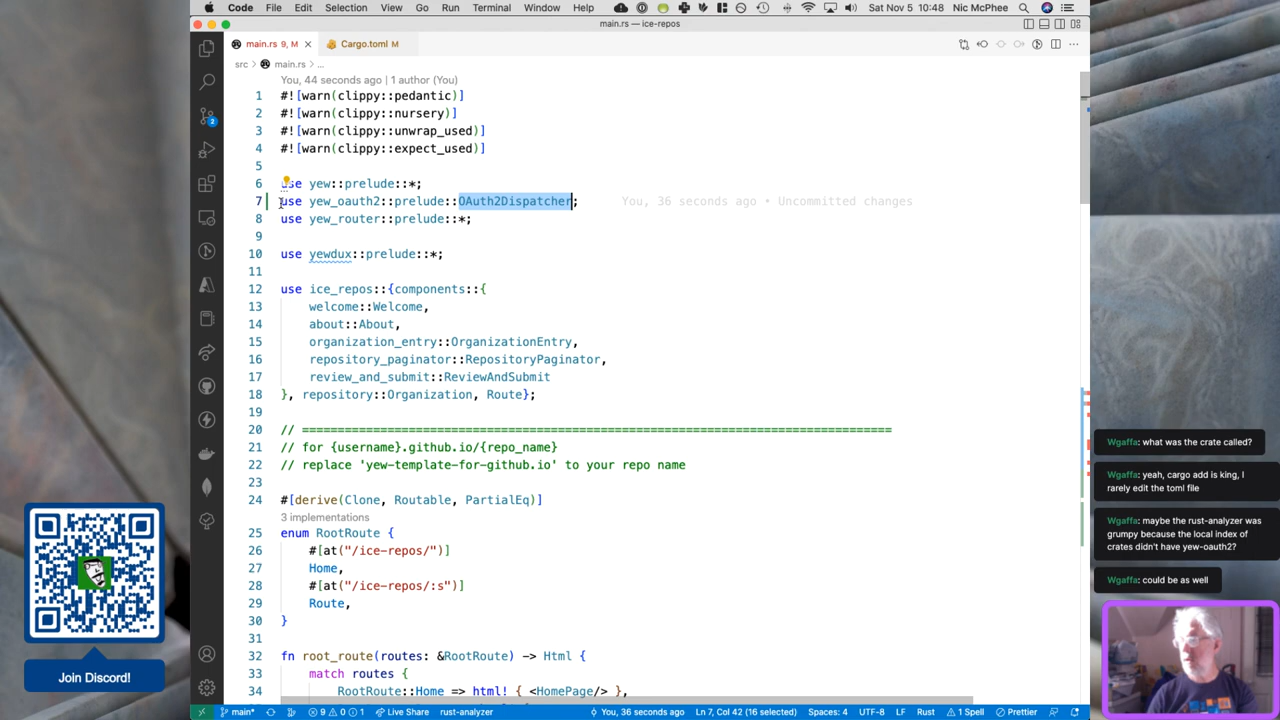 Code File Edit Selection View Go Run Terminal Window Help Sat Nov 5 10:48 Nic McPhee
main.rs — ice-repos
main.rs 9, M Cargo.toml M
src > main.rs > ...
You, 44 seconds ago | 1 author (You)
1 #![warn(clippy::pedantic)]
2 #![warn(clippy::nursery)]
3 #![warn(clippy::unwrap_used)]
4 #![warn(clippy::expect_used)]
5
6 use yew::prelude::*;
7 use yew_oauth2::prelude::OAuth2Dispatcher; You, 36 seconds ago • Uncommitted changes
8 use yew_router::prelude::*;
9
10 use yewdux::prelude::*;
11
12 use ice_repos::{components::{
13 welcome::Welcome,
14 about::About,
15 organization_entry::OrganizationEntry,
16 repository_paginator::RepositoryPaginator,
17 review_and_submit::ReviewAndSubmit
18 }, repository::Organization, Route};
19
20 // ===================================================================================
21 // for {username}.github.io/{repo_name}
22 // replace 'yew-template-for-github.io' to your repo name
23
24 #[derive(Clone, Routable, PartialEq)]
3 implementations
25 enum RootRoute {
26 #[at("/ice-repos/")]
27 Home,
28 #[at("/ice-repos/:s")]
29 Route,
30 }
31
32 fn root_route(routes: &RootRoute) -> Html {
33 match routes {
34 RootRoute::Home => html! { <HomePage/> },
main* 9 0 1 Live Share rust-analyzer You, 36 seconds ago Ln 7, Col 42 (16 selected) Spaces: 4 UTF-8 LF Rust 1 Spell Prettier
2
Join Discord!
Wgaffa: what was the crate called?
Wgaffa: yeah, cargo add is king, I
rarely edit the toml file
Wgaffa: maybe the rust-analyzer was
grumpy because the local index of
crates didn't have yew-oauth2?
Wgaffa: could be as well